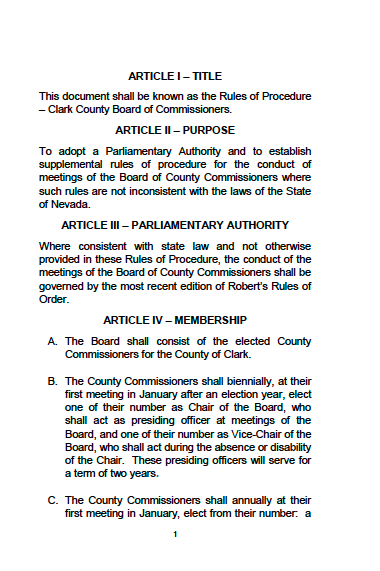 ARTICLE I – TITLE
This document shall be known as the Rules of Procedure
– Clark County Board of Commissioners.
ARTICLE II – PURPOSE
To adopt a Parliamentary Authority and to establish
supplemental rules of procedure for the conduct of
meetings of the Board of County Commissioners where
such rules are not inconsistent with the laws of the State
of Nevada.
ARTICLE III – PARLIAMENTARY AUTHORITY
Where consistent with state law and not otherwise
provided in these Rules of Procedure, the conduct of the
meetings of the Board of County Commissioners shall be
governed by the most recent edition of Robert's Rules of
Order.
ARTICLE IV – MEMBERSHIP
A. The Board shall consist of the elected County
Commissioners for the County of Clark.
B. The County Commissioners shall biennially, at their
first meeting in January after an election year, elect
one of their number as Chair of the Board, who
shall act as presiding officer at meetings of the
Board, and one of their number as Vice-Chair of the
Board, who shall act during the absence or disability
of the Chair. These presiding officers will serve for
a term of two years.
C. The County Commissioners shall annually at their
first meeting in January, elect from their number: a
1